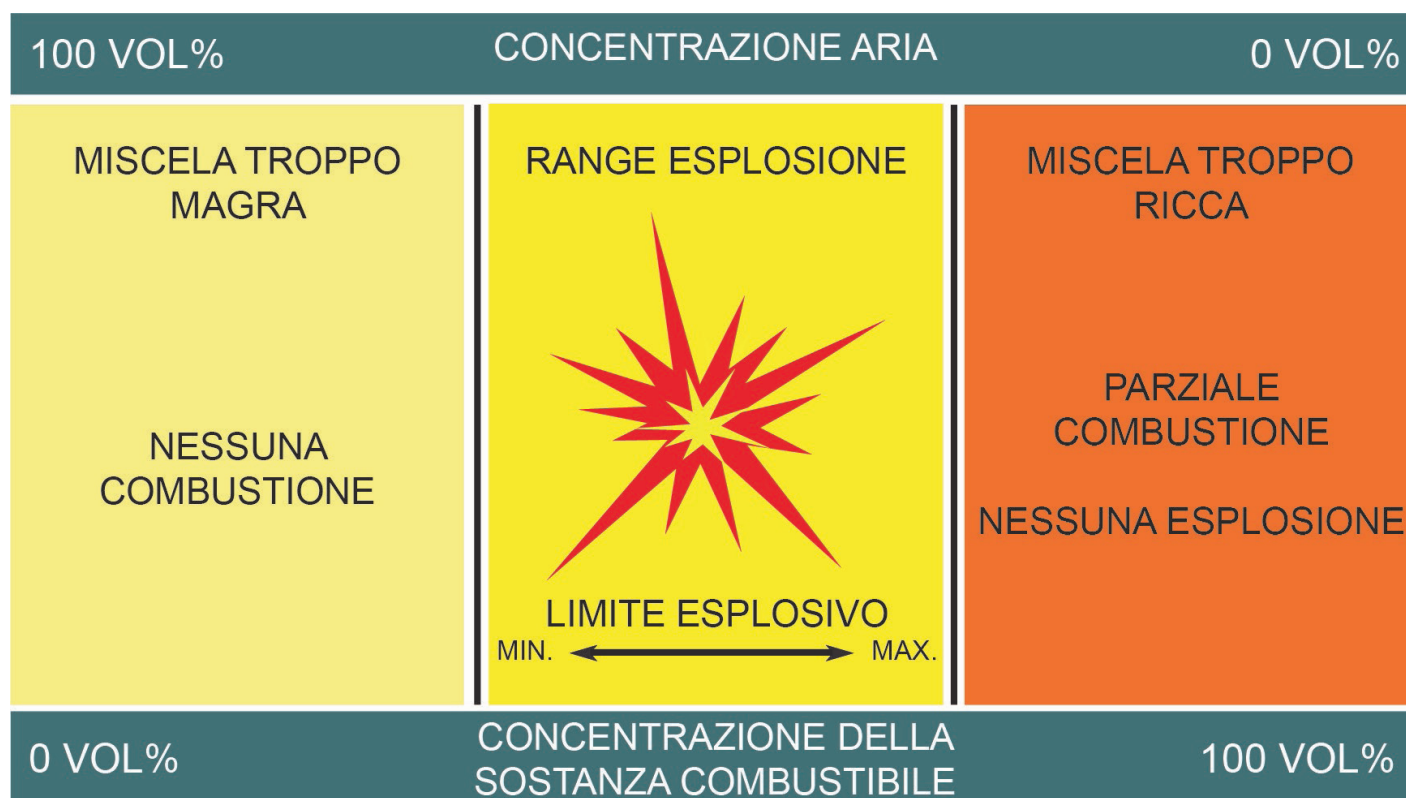 100 VOL%
CONCENTRAZIONE ARIA
0 VOL%
MISCELA TROPPO
MAGRA
NESSUNA
COMBUSTIONE
RANGE ESPLOSIONE
LIMITE ESPLOSIVO
MIN.
MAX.
MISCELA TROPPO
RICCA
PARZIALE
COMBUSTIONE
NESSUNA ESPLOSIONE
0 VOL%
CONCENTRAZIONE DELLA
SOSTANZA COMBUSTIBILE
100 VOL%